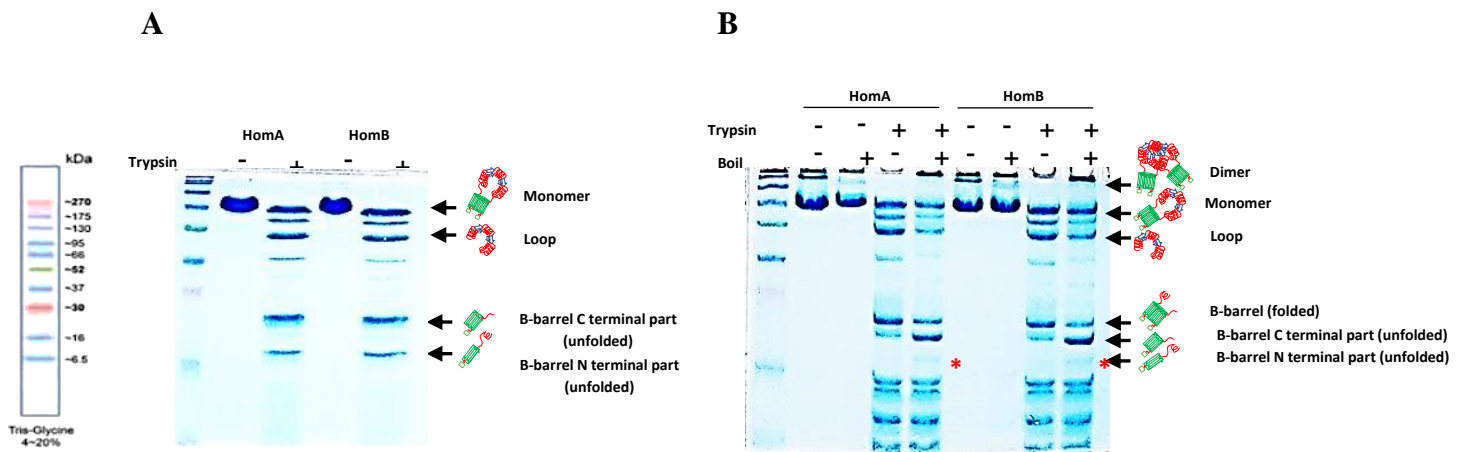 A
B
kDa
~270
~175
~130
~95
~66
~52
~37
~30
~16
~6.5
Tris-Glycine
4~20%
HomA HomB
Trypsin - + - +
Monomer
Loop
B-barrel C terminal part
(unfolded)
B-barrel N terminal part
(unfolded)
HomA HomB
Trypsin - - + + - - + +
Boil - + - + - + - +
Dimer
Monomer
Loop
B-barrel (folded)
B-barrel C terminal part (unfolded)
B-barrel N terminal part (unfolded)
* *